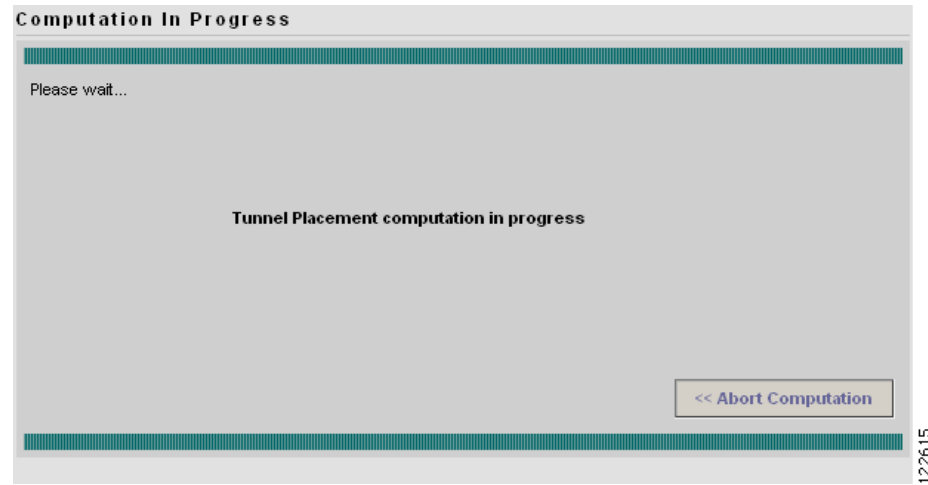 Computation In Progress
Please wait...
Tunnel Placement computation in progress
<< Abort Computation
122615